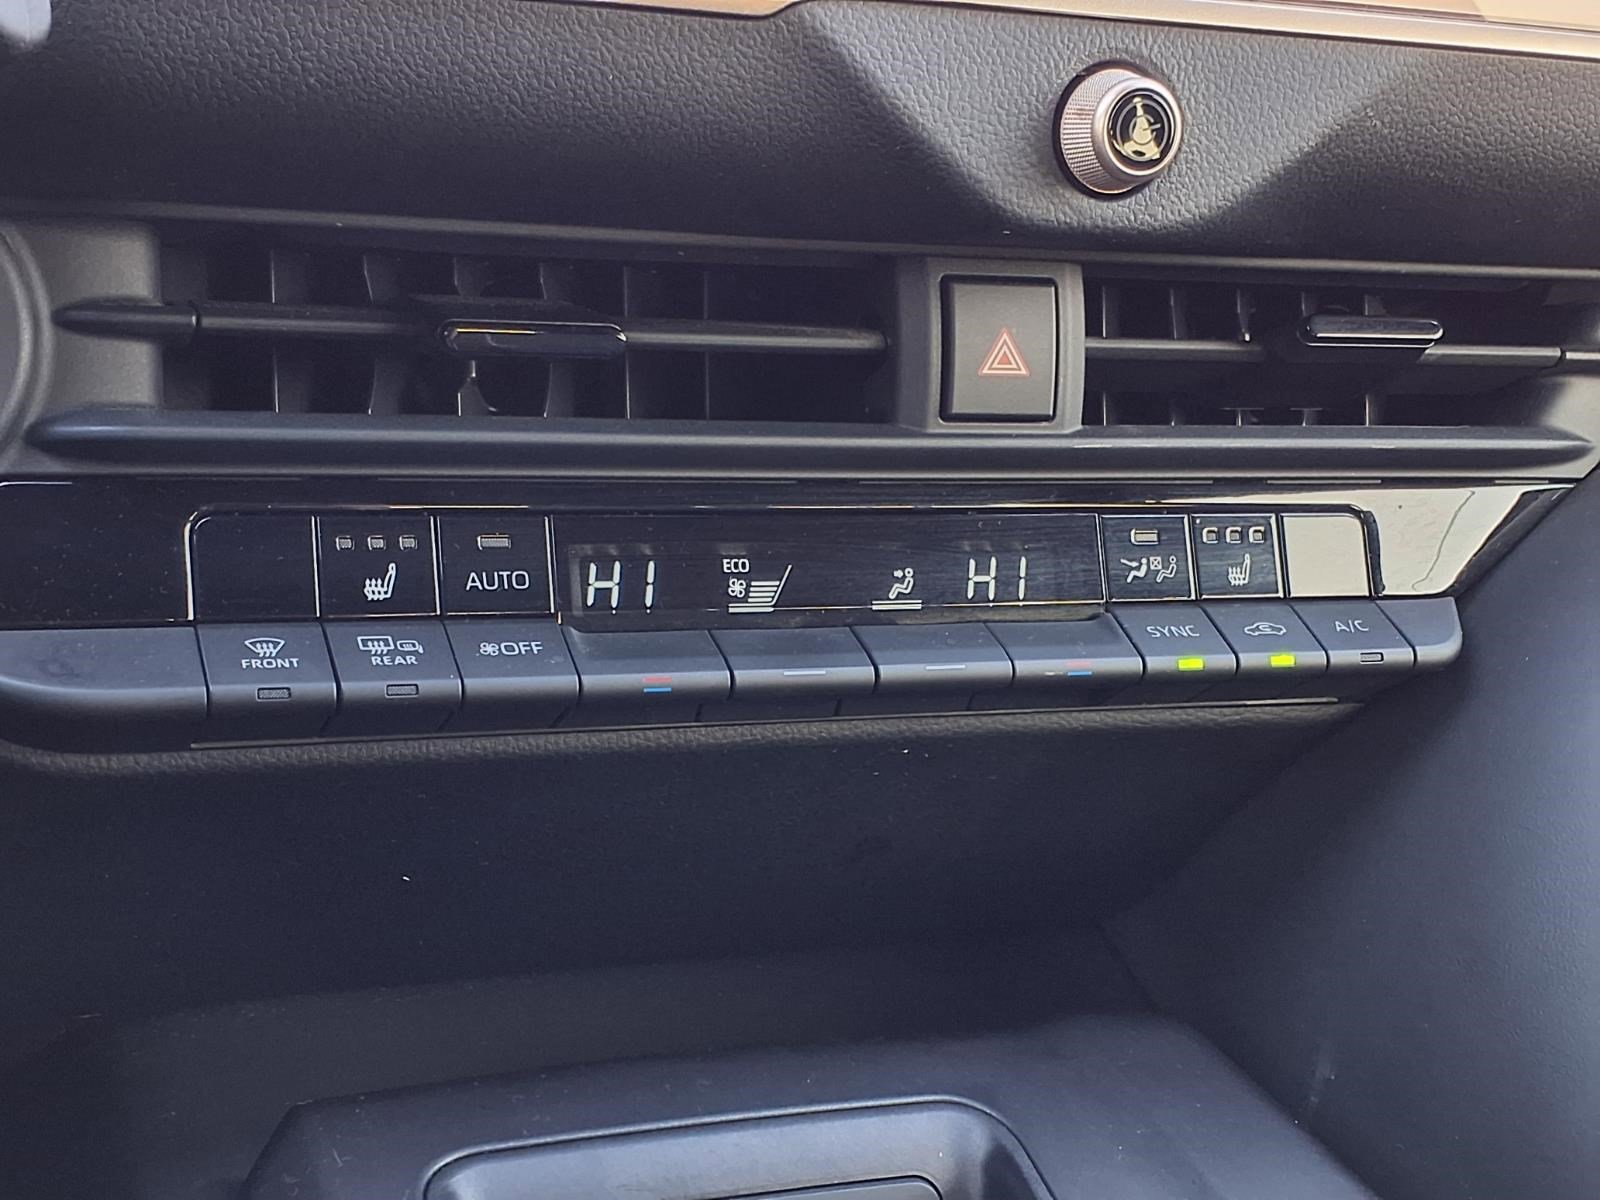 AUTO
HI
ECO
HI
FRONT
REAR
OFF
SYNC
A/C